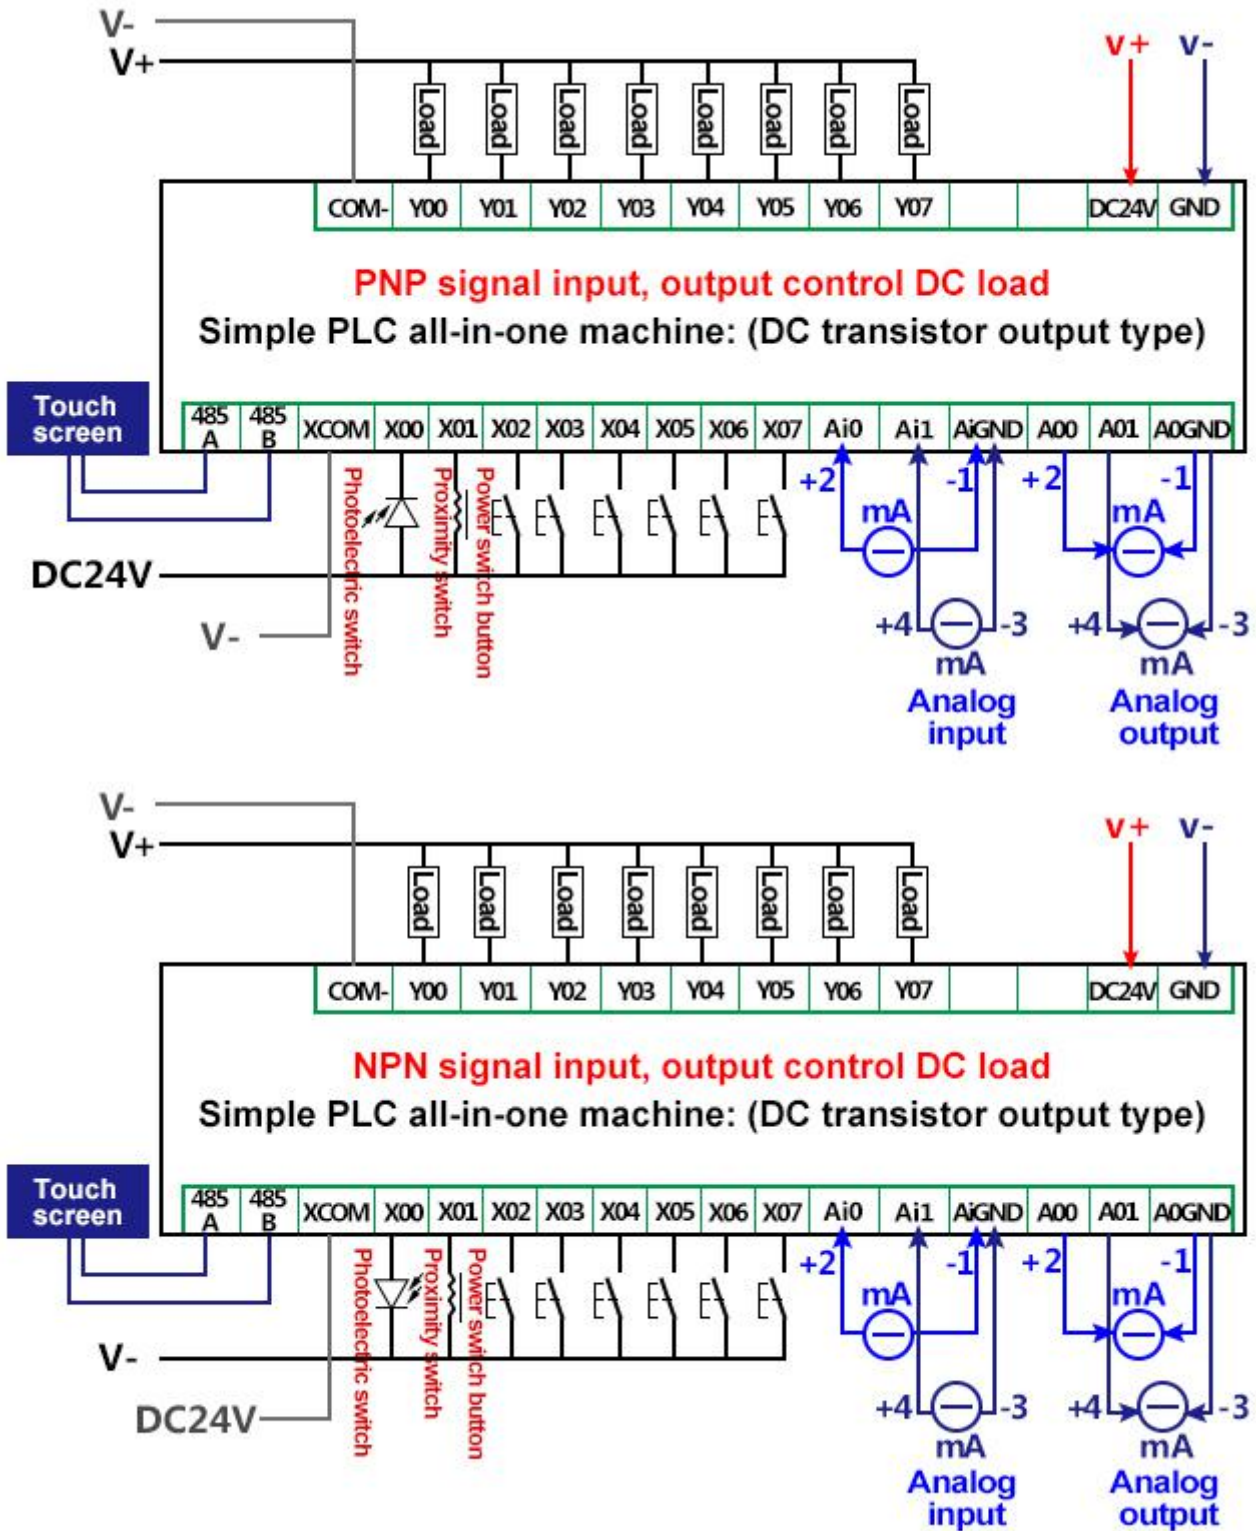 V-
V+
v+ v-
Load Load Load Load Load Load Load Load
COM- Y00 Y01 Y02 Y03 Y04 Y05 Y06 Y07 DC24V GND
PNP signal input, output control DC load
Simple PLC all-in-one machine: (DC transistor output type)
Touch
screen
485 A 485 B XCOM X00 X01 X02 X03 X04 X05 X06 X07 Ai0 Ai1 AiGND A00 A01 A0GND
Photoelectric switch
Proximity switch
Power switch button
+2 -1 +2 -1
mA mA
DC24V
V-
+4 -3 +4 -3
mA mA
Analog
input
Analog
output
V-
V+
v+ v-
Load Load Load Load Load Load Load Load
COM- Y00 Y01 Y02 Y03 Y04 Y05 Y06 Y07 DC24V GND
NPN signal input, output control DC load
Simple PLC all-in-one machine: (DC transistor output type)
Touch
screen
485 A 485 B XCOM X00 X01 X02 X03 X04 X05 X06 X07 Ai0 Ai1 AiGND A00 A01 A0GND
Photoelectric switch
Proximity switch
Power switch button
+2 -1 +2 -1
mA mA
V-
DC24V
+4 -3 +4 -3
mA mA
Analog
input
Analog
output